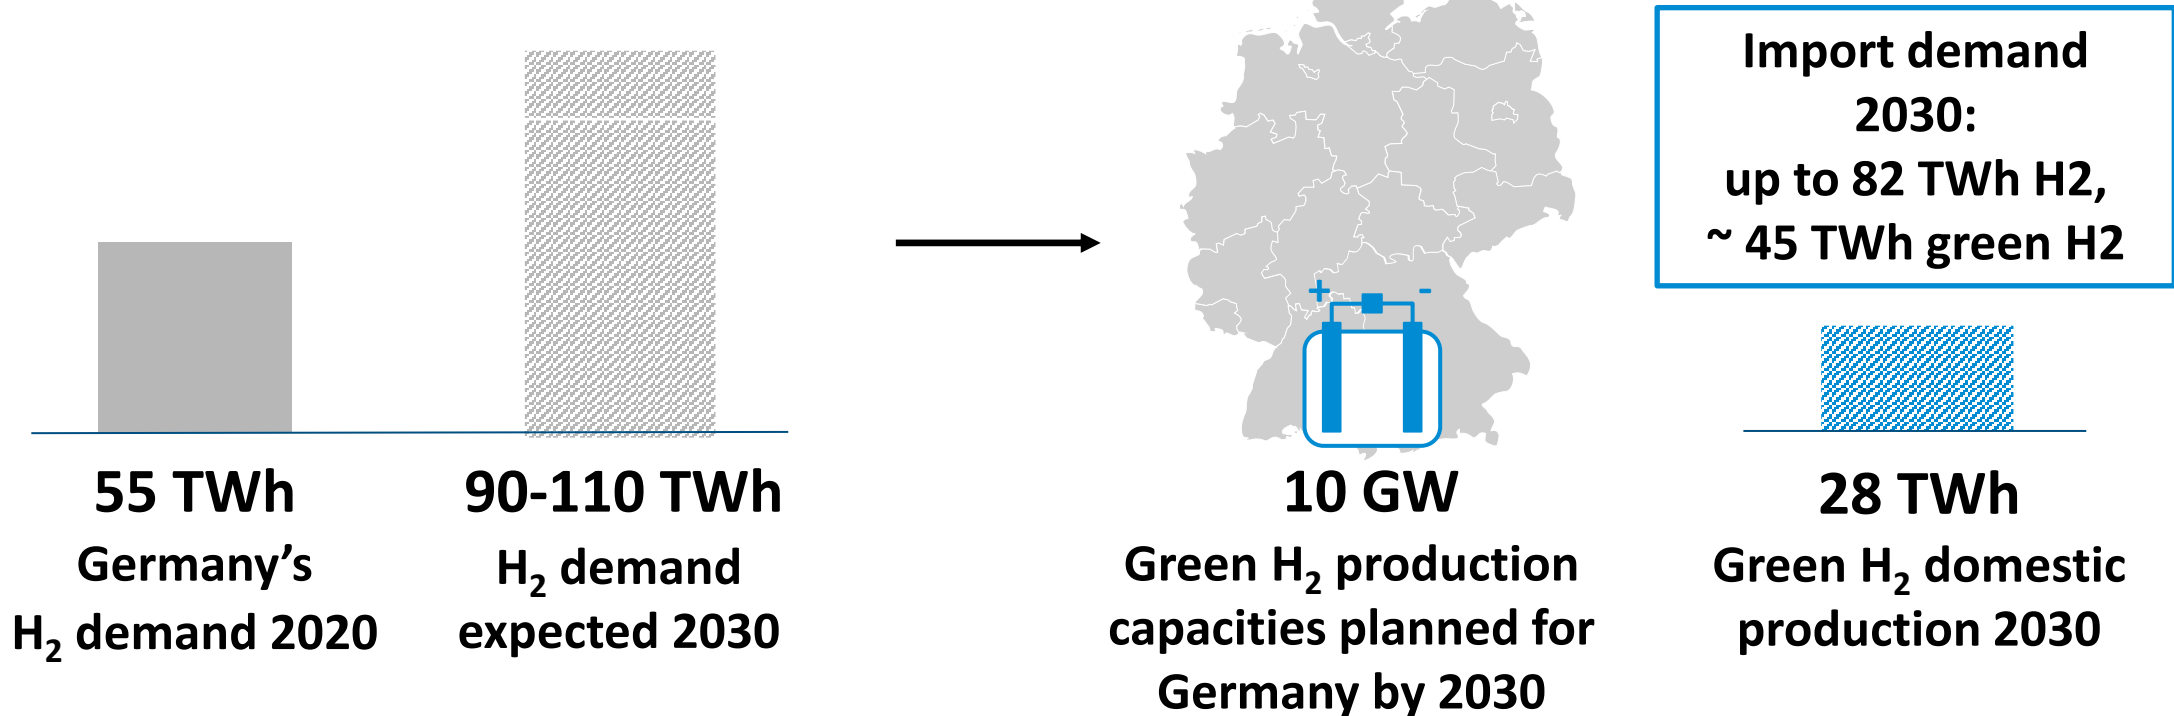 55 TWh
Germany’s
H₂ demand 2020
90-110 TWh
H₂ demand
expected 2030
+ -
10 GW
Green H₂ production
capacities planned for
Germany by 2030
Import demand
2030:
up to 82 TWh H2,
~ 45 TWh green H2
28 TWh
Green H₂ domestic
production 2030